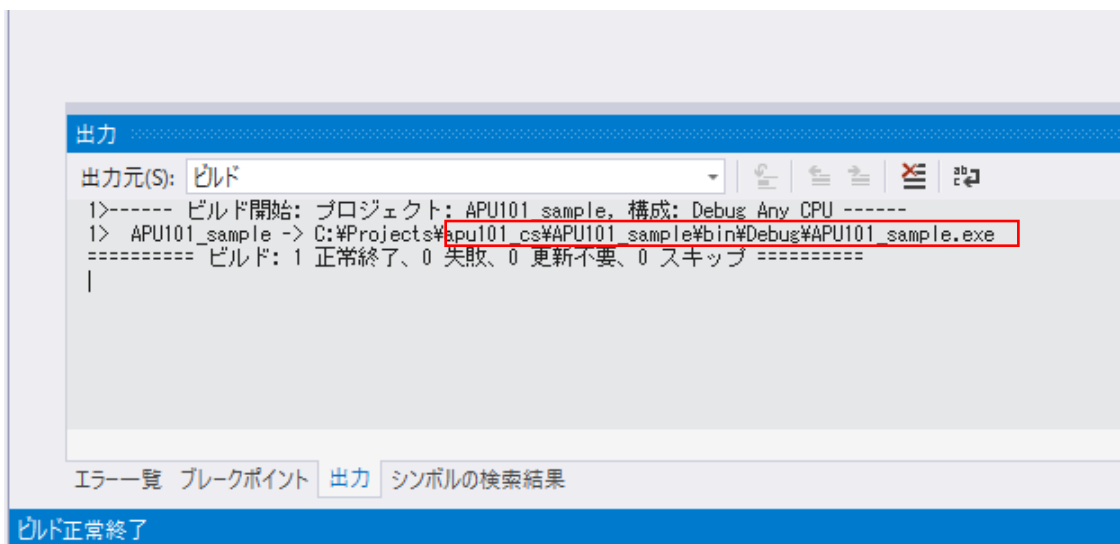 出力
出力元(S): ビルド
1>------ ビルド開始: プロジェクト: APU101_sample, 構成: Debug Any CPU ------
1>  APU101_sample -> C:¥Projects¥apu101_cs¥APU101_sample¥bin¥Debug¥APU101_sample.exe
========== ビルド: 1 正常終了、0 失敗、0 更新不要、0 スキップ ==========
エラー一覧 ブレークポイント 出力 シンボルの検索結果
ビルド正常終了